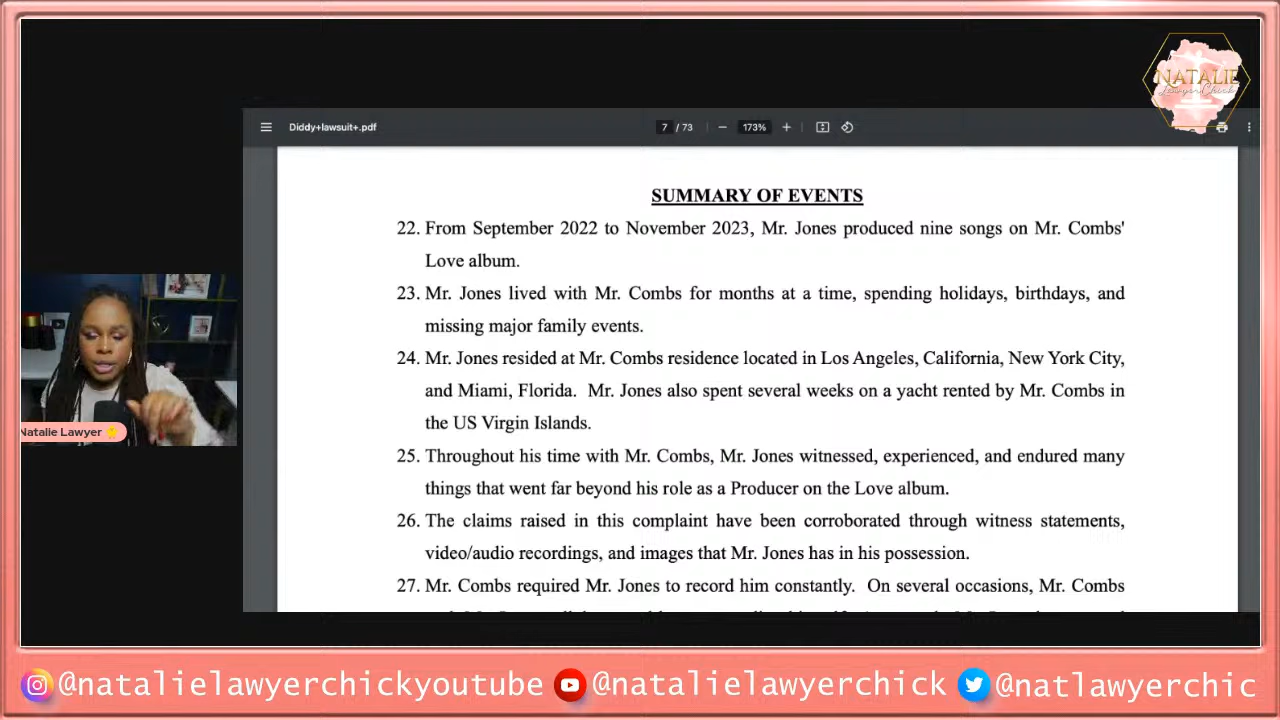 NATALIE
Lawyer Chick
Diddy+lawsuit+.pdf
7 / 73
173%
SUMMARY OF EVENTS
22. From September 2022 to November 2023, Mr. Jones produced nine songs on Mr. Combs'
Love album.
23. Mr. Jones lived with Mr. Combs for months at a time, spending holidays, birthdays, and
missing major family events.
24. Mr. Jones resided at Mr. Combs residence located in Los Angeles, California, New York City,
and Miami, Florida. Mr. Jones also spent several weeks on a yacht rented by Mr. Combs in
the US Virgin Islands.
25. Throughout his time with Mr. Combs, Mr. Jones witnessed, experienced, and endured many
things that went far beyond his role as a Producer on the Love album.
26. The claims raised in this complaint have been corroborated through witness statements,
video/audio recordings, and images that Mr. Jones has in his possession.
27. Mr. Combs required Mr. Jones to record him constantly. On several occasions, Mr. Combs
Natalie Lawyer
@natalielawyerchickyoutube
@natalielawyerchick
@natlawyerchic